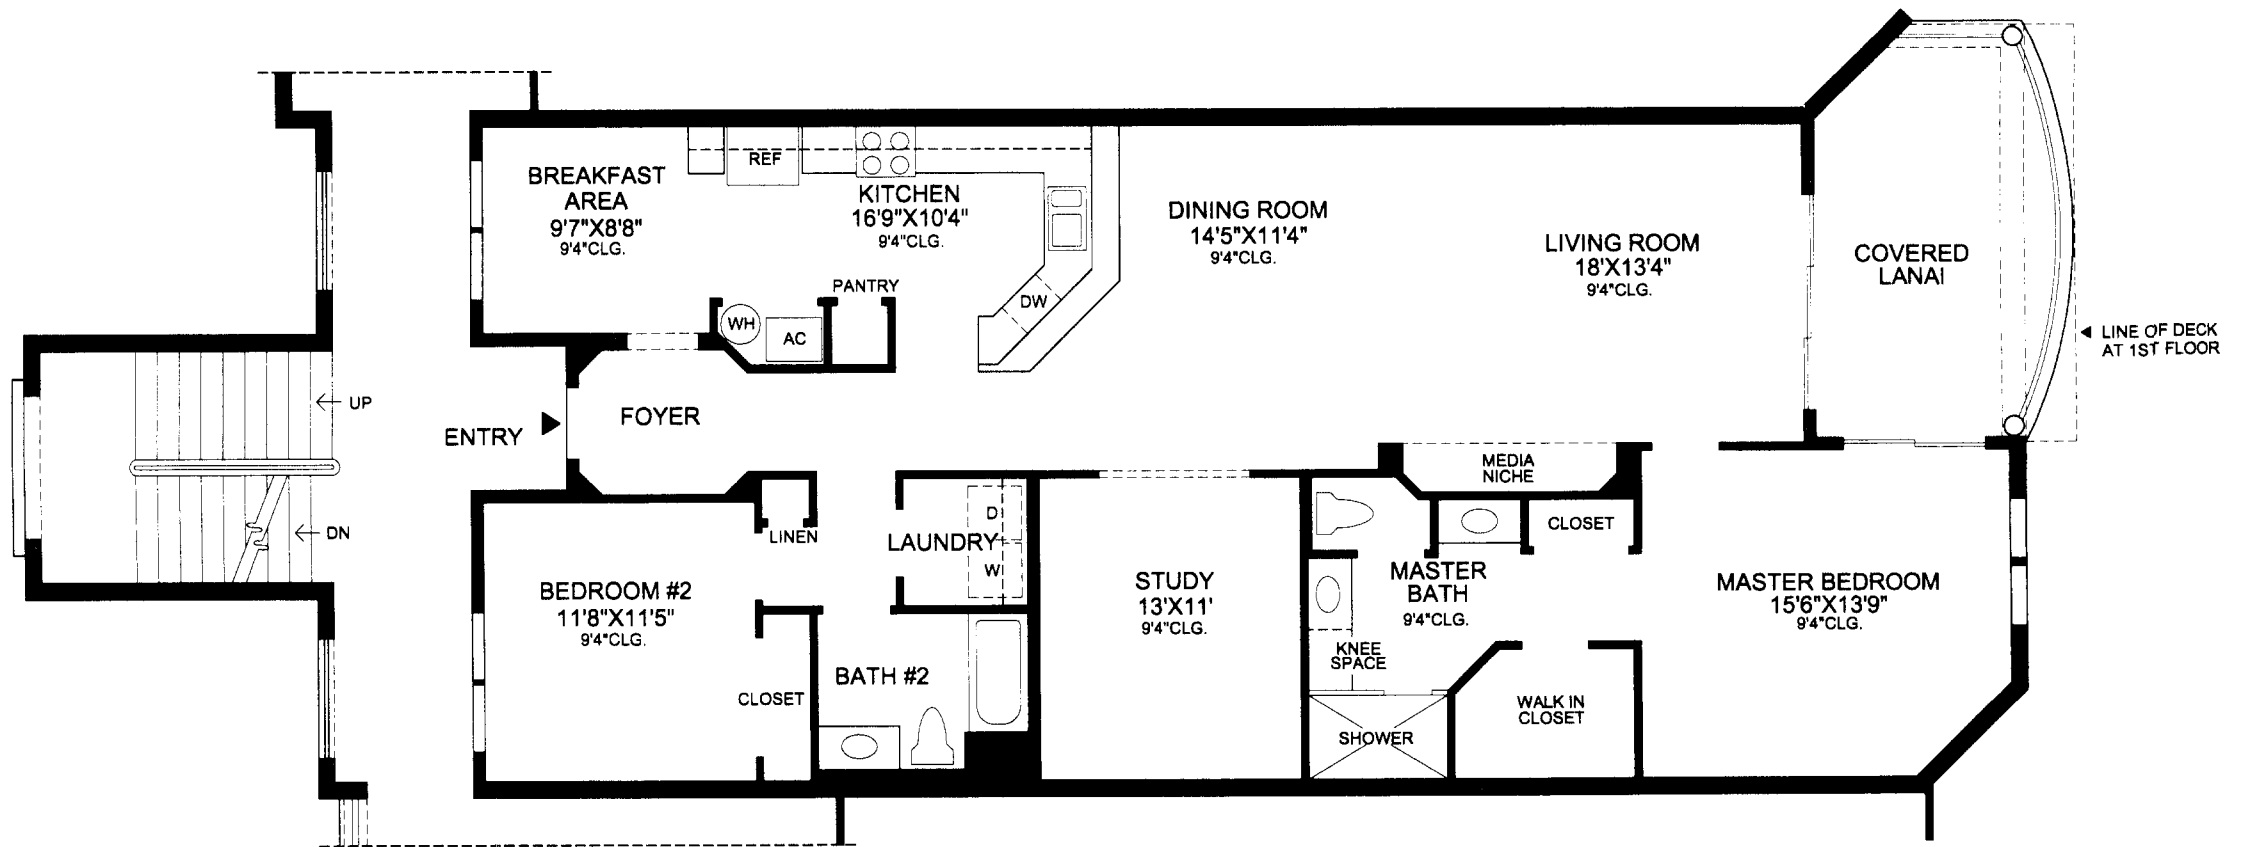 BREAKFAST
AREA
9'7"X8'8"
9'4"CLG.
REF
KITCHEN
16'9"X10'4"
9'4"CLG.
PANTRY
WH
AC
DW
DINING ROOM
14'5"X11'4"
9'4"CLG.
LIVING ROOM
18'X13'4"
9'4"CLG.
COVERED
LANAI
LINE OF DECK
AT 1ST FLOOR
UP
DN
ENTRY
FOYER
LINEN
LAUNDRY
D
W
BEDROOM #2
11'8"X11'5"
9'4"CLG.
CLOSET
BATH #2
STUDY
13'X11'
9'4"CLG.
MEDIA
NICHE
CLOSET
MASTER
BATH
9'4"CLG.
KNEE
SPACE
SHOWER
WALK IN
CLOSET
MASTER BEDROOM
15'6"X13'9"
9'4"CLG.